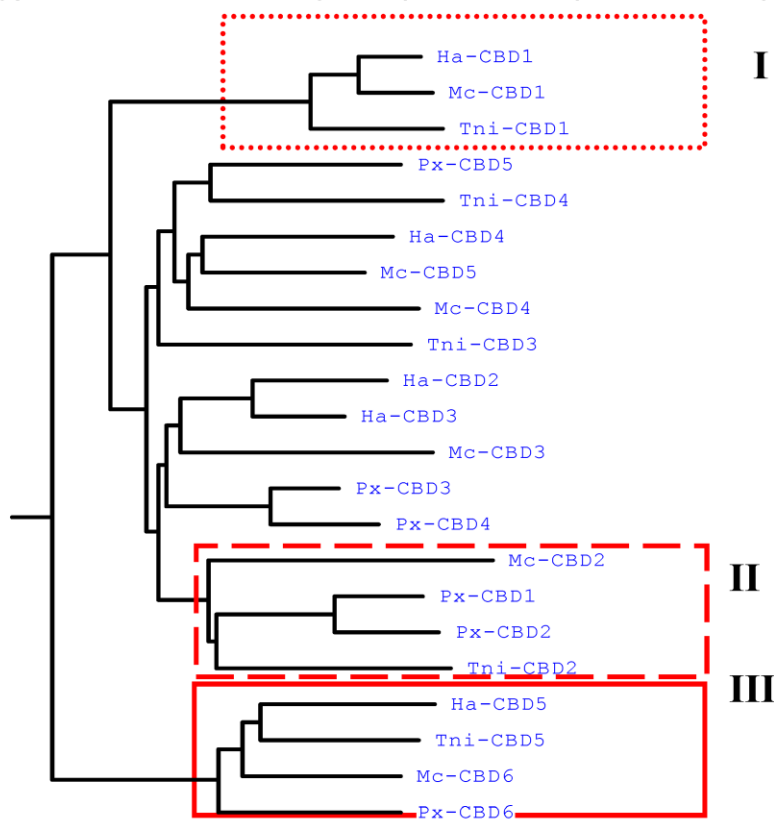 Ha-CBD1
I
Mc-CBD1
Tni-CBD1
Px-CBD5
Tni-CBD4
Ha-CBD4
Mc-CBD5
Mc-CBD4
Tni-CBD3
Ha-CBD2
Ha-CBD3
Mc-CBD3
Px-CBD3
Px-CBD4
Mc-CBD2
II
Px-CBD1
Px-CBD2
Tni-CBD2
III
Ha-CBD5
Tni-CBD5
Mc-CBD6
Px-CBD6